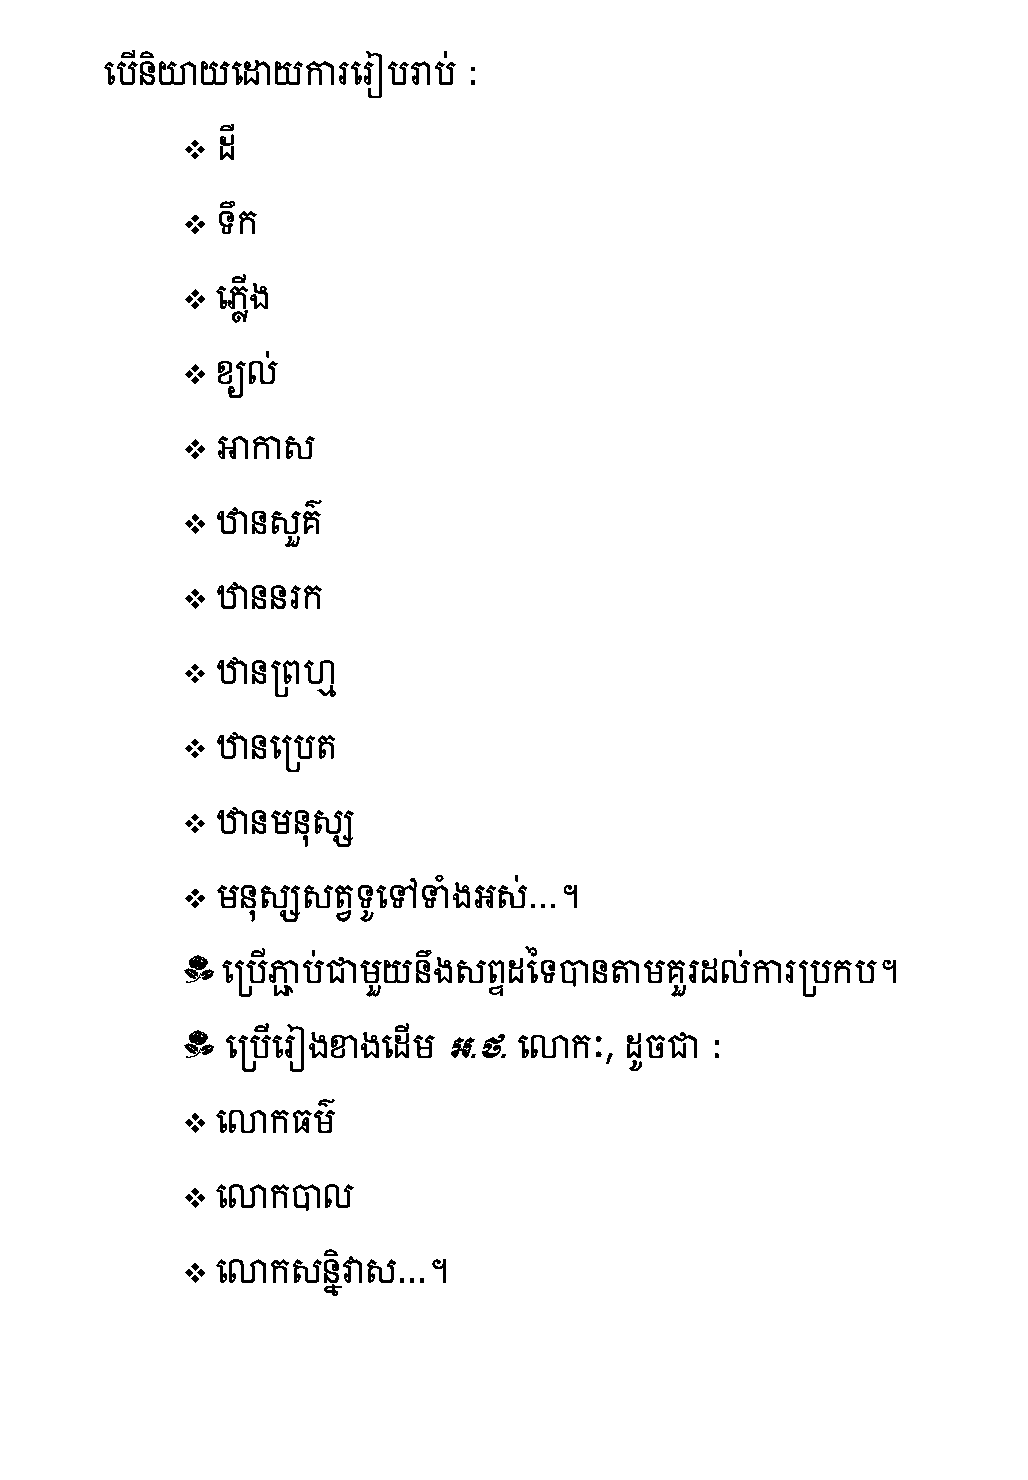 បើនិយាយដោយការរៀបរាប់ :
❖ ដី
❖ ទឹក
❖ ភ្លើង
❖ ខ្យល់
❖ អាកាស
❖ ឋានសួគ៌
❖ ឋាននរក
❖ ឋានព្រហ្ម
❖ ឋានប្រេត
❖ ឋានមនុស្ស
❖ មនុស្សសត្វទូទៅទាំងអស់...។
ប្រើភ្ជាប់ជាមួយនឹងសព្ទដទៃបានតាមគួរដល់ការប្រកប។
ប្រើរៀងខាងដើម អ.ថ. លោកៈ, ដូចជា :
❖ លោកធម៌
❖ លោកបាល
❖ លោកសន្និវាស...។